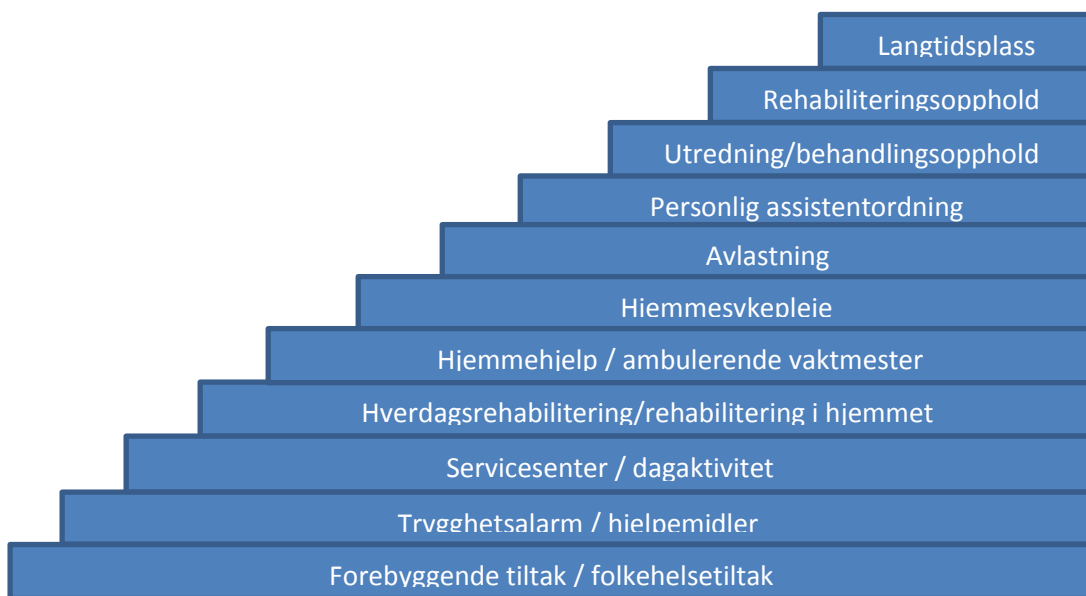 Langtidsplass
Rehabiliteringsopphold
Utredning/behandlingsopphold
Personlig assistentordning
Avlastning
Hjemmesykepleie
Hjemmehjelp / ambulerende vaktmester
Hverdagsrehabilitering/rehabilitering i hjemmet
Servicesenter / dagaktivitet
Trygghetsalarm / hjelpemidler
Forebyggende tiltak / folkehelsetiltak